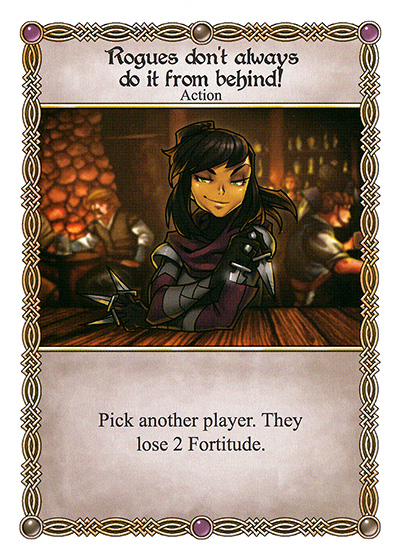 Rogues don't always
do it from behind!
Action
Pick another player. They
lose 2 Fortitude.